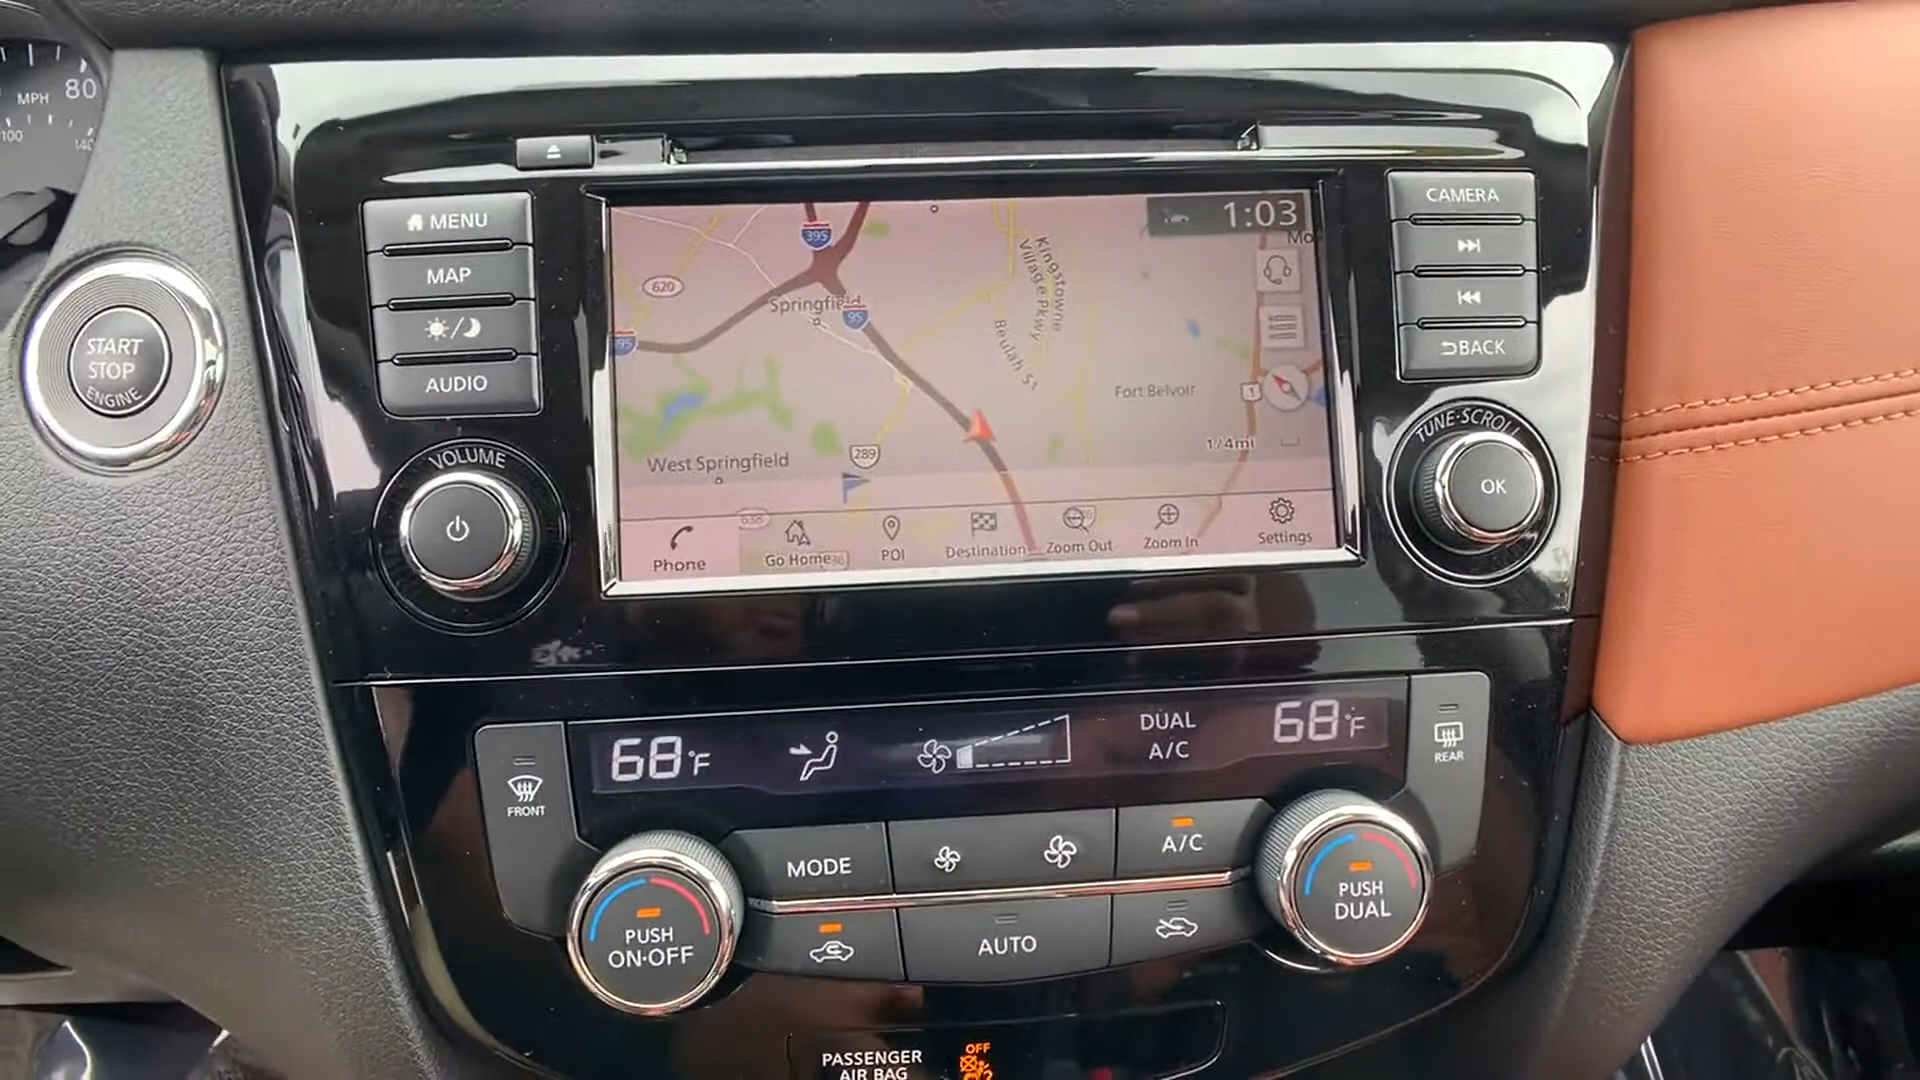 MPH 80
100
140
START
STOP
ENGINE
MENU
MAP
AUDIO
VOLUME
1:03
395
620
Springfield
95
95
Kingstowne
Village Pkwy
Beulah St
Fort Belvoir
1
1/4mi
West Springfield
289
638
Phone
Go Home
POI
Destination
Zoom Out
Zoom In
Settings
CAMERA
BACK
TUNE·SCROLL
OK
68°F
DUAL
A/C
68°F
FRONT
REAR
MODE
A/C
PUSH
ON·OFF
AUTO
PUSH
DUAL
PASSENGER
AIR BAG
OFF